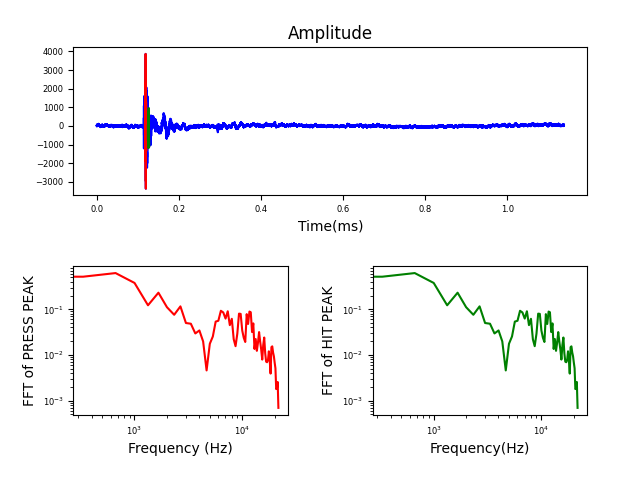 Amplitude
4000
3000
2000
1000
0
−1000
−2000
−3000
0.0 0.2 0.4 0.6 0.8 1.0
Time(ms)
FFT of PRESS PEAK
10⁻¹
10⁻²
10⁻³
10³ 10⁴
Frequency (Hz)
FFT of HIT PEAK
10⁻¹
10⁻²
10⁻³
10³ 10⁴
Frequency(Hz)